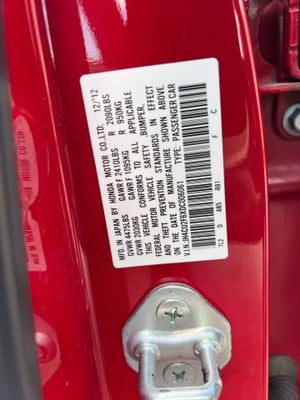 MFD. IN JAPAN BY HONDA MOTOR CO.,LTD. 12/12
GVWR 4475LBS GAWR F 2410LBS R 2090LBS
GVWR 2030KG GAWR F 1095KG R 950KG
THIS VEHICLE CONFORMS TO ALL APPLICABLE
FEDERAL MOTOR VEHICLE SAFETY, BUMPER,
AND THEFT PREVENTION STANDARDS IN EFFECT
ON THE DATE OF MANUFACTURE SHOWN ABOVE.
V.I.N.: TYPE: PASSENGER CAR
F C